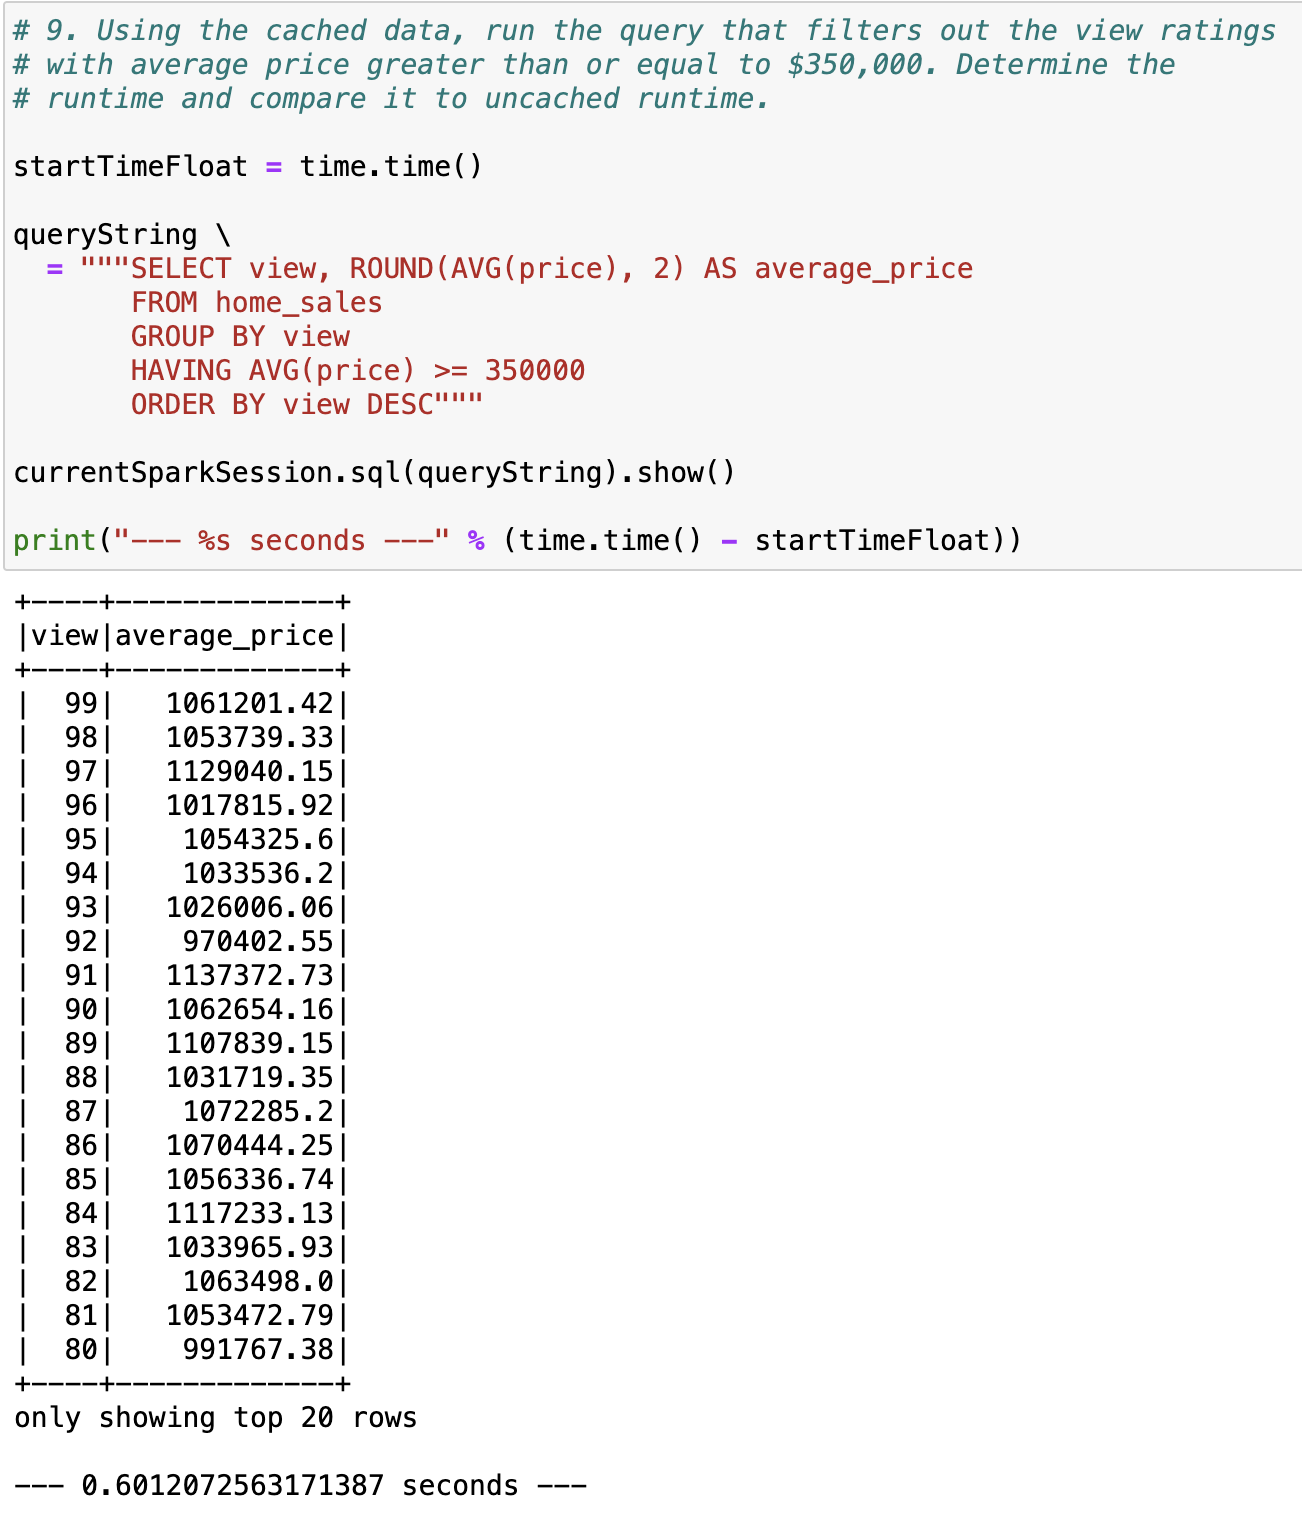 # 9. Using the cached data, run the query that filters out the view ratings
# with average price greater than or equal to $350,000. Determine the
# runtime and compare it to uncached runtime.
startTimeFloat = time.time()
queryString \
  = """SELECT view, ROUND(AVG(price), 2) AS average_price
       FROM home_sales
       GROUP BY view
       HAVING AVG(price) >= 350000
       ORDER BY view DESC"""
currentSparkSession.sql(queryString).show()
print("--- %s seconds ---" % (time.time() - startTimeFloat))
+----+-------------+
|view|average_price|
+----+-------------+
|  99|   1061201.42|
|  98|   1053739.33|
|  97|   1129040.15|
|  96|   1017815.92|
|  95|    1054325.6|
|  94|    1033536.2|
|  93|   1026006.06|
|  92|    970402.55|
|  91|   1137372.73|
|  90|   1062654.16|
|  89|   1107839.15|
|  88|   1031719.35|
|  87|    1072285.2|
|  86|   1070444.25|
|  85|   1056336.74|
|  84|   1117233.13|
|  83|   1033965.93|
|  82|    1063498.0|
|  81|   1053472.79|
|  80|    991767.38|
+----+-------------+
only showing top 20 rows
--- 0.6012072563171387 seconds ---